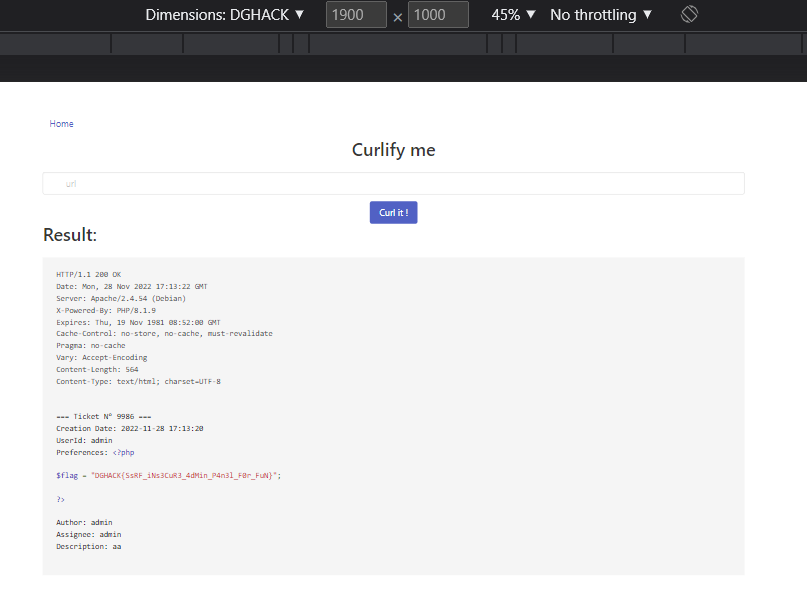 Dimensions: DGHACK ▼ 1900 × 1000 45% ▼ No throttling ▼
Home
Curlify me
url
Curl it !
Result:
HTTP/1.1 200 OK
Date: Mon, 28 Nov 2022 17:13:22 GMT
Server: Apache/2.4.54 (Debian)
X-Powered-By: PHP/8.1.9
Expires: Thu, 19 Nov 1981 08:52:00 GMT
Cache-Control: no-store, no-cache, must-revalidate
Pragma: no-cache
Vary: Accept-Encoding
Content-Length: 564
Content-Type: text/html; charset=UTF-8
=== Ticket N° 9986 ===
Creation Date: 2022-11-28 17:13:20
UserId: admin
Preferences: <?php
$flag = "DGHACK{SsRF_iNs3CuR3_4dMin_P4n3l_F0r_FuN}";
?>
Author: admin
Assignee: admin
Description: aa